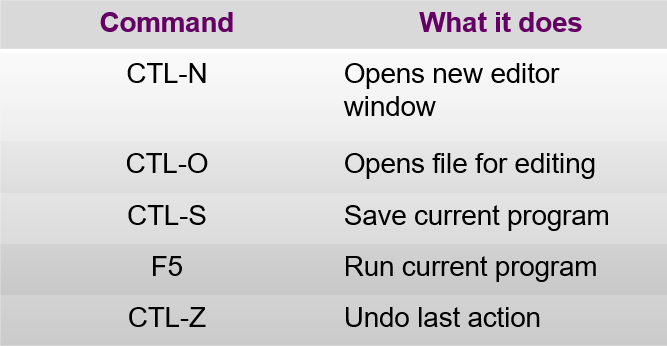 Command What it does
CTL-N Opens new editor
window
CTL-O Opens file for editing
CTL-S Save current program
F5 Run current program
CTL-Z Undo last action